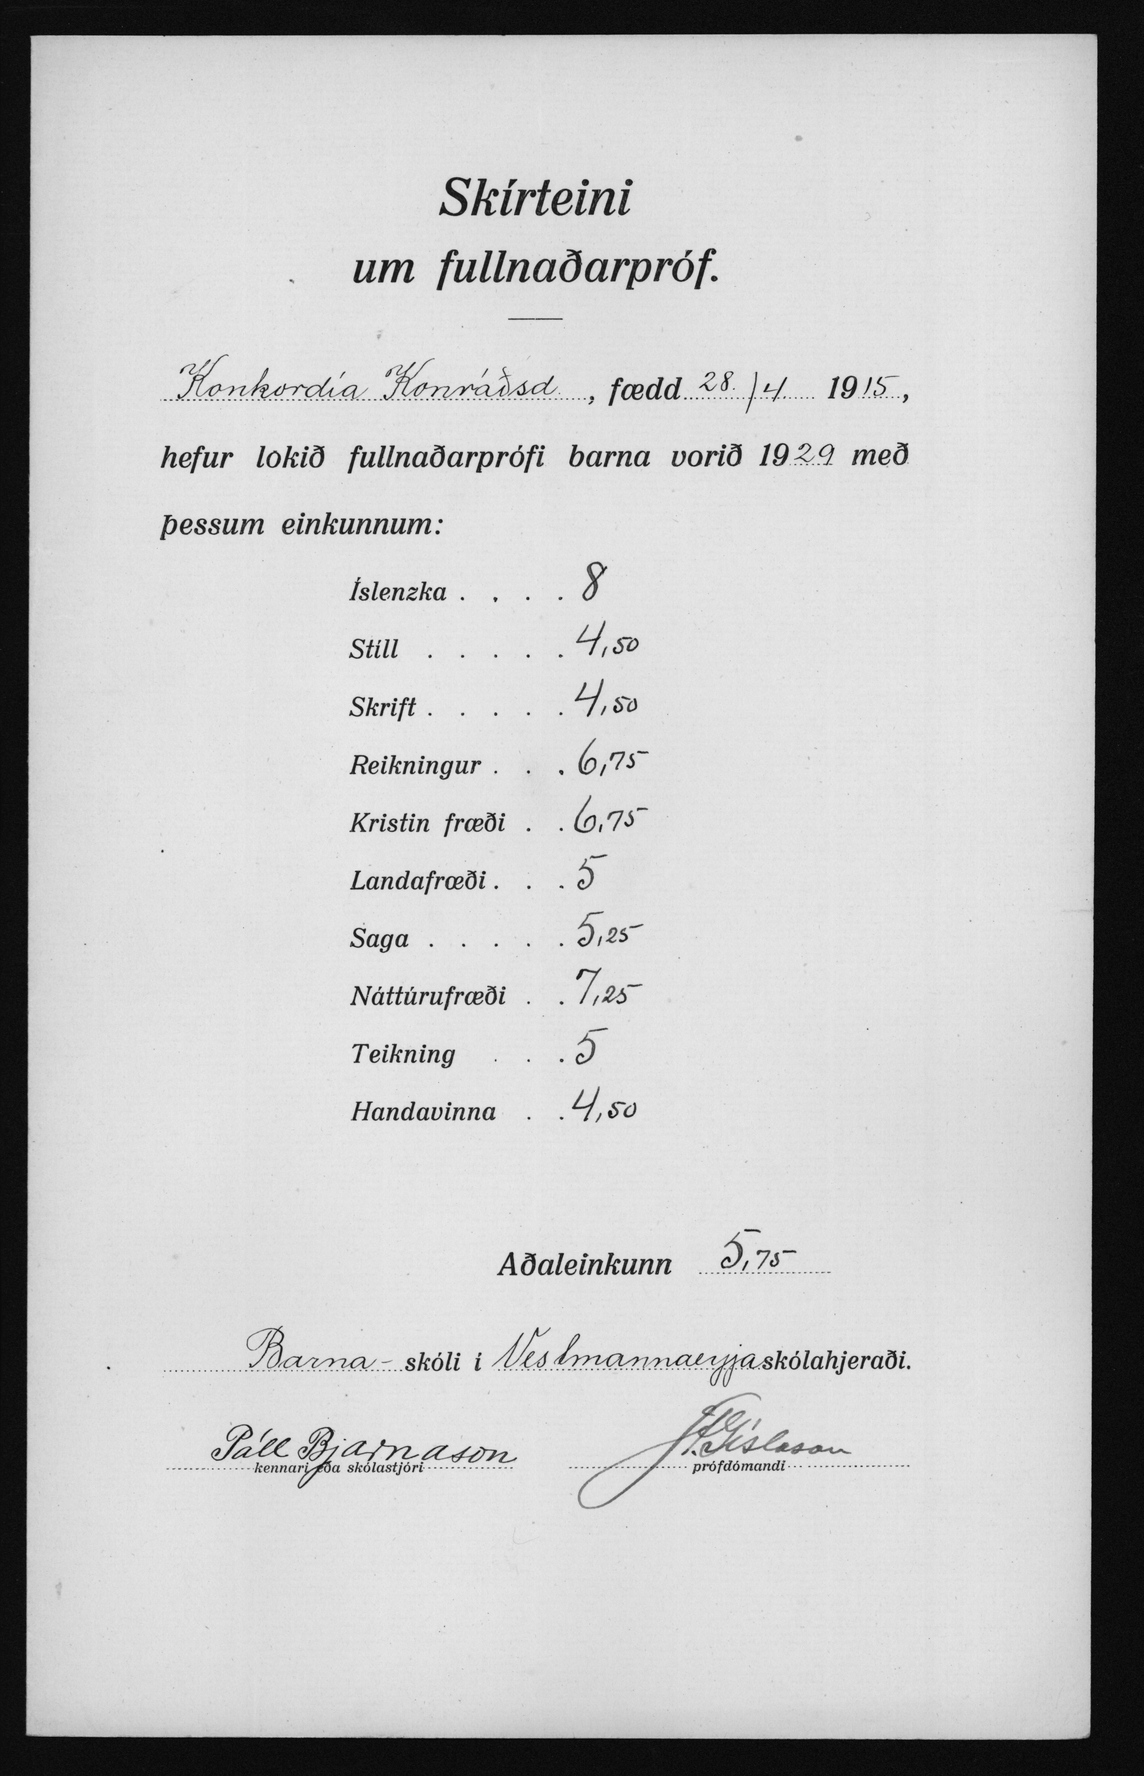 Skírteini
um fullnaðarpróf.
Konkordía Konráðsd., fædd 28./4. 1915,
hefur lokið fullnaðarprófi barna vorið 1929 með
þessum einkunnum:
Íslenzka . . . . 8
Still . . . . . 4,50
Skrift . . . . . 4,50
Reikningur . . . 6,75
Kristin fræði . . 6,75
Landafræði . . . 5
Saga . . . . . 5,25
Náttúrufræði . . 7,25
Teikning . . . 5
Handavinna . . 4,50
Aðaleinkunn 5,75
Barna-skóli í Vestmannaeyjaskólahjeraði.
Páll Bjarnason Gíslason
kennari eða skólastjóri prófdómandi